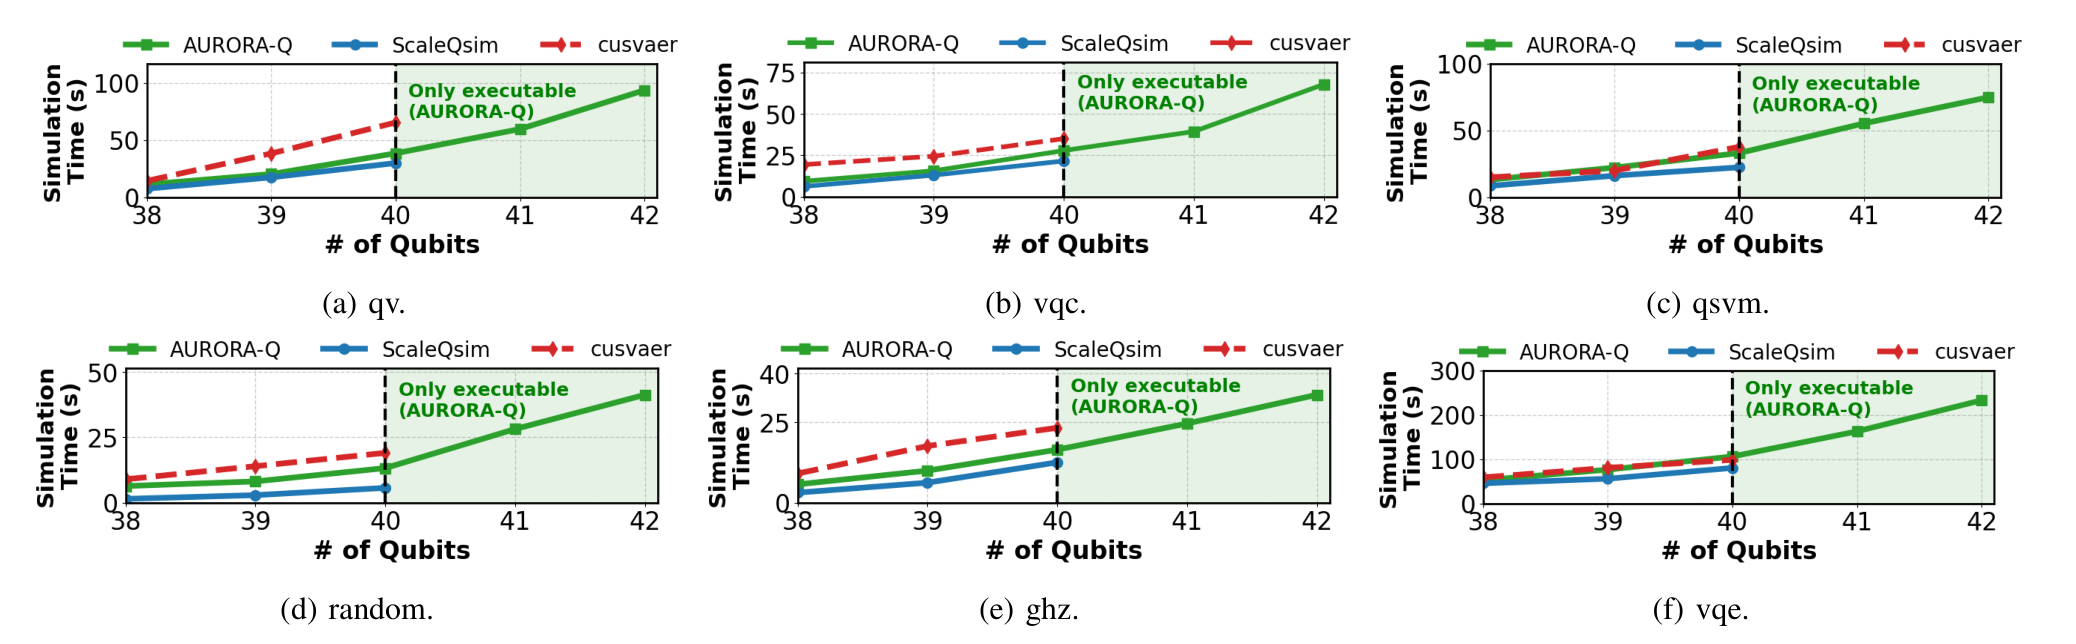 AURORA-Q ScaleQsim cusvaer
Simulation
Time (s)
100
50
0
Only executable
(AURORA-Q)
38 39 40 41 42
# of Qubits
(a) qv.
AURORA-Q ScaleQsim cusvaer
Simulation
Time (s)
75
50
25
0
Only executable
(AURORA-Q)
38 39 40 41 42
# of Qubits
(b) vqc.
AURORA-Q ScaleQsim cusvaer
Simulation
Time (s)
100
50
0
Only executable
(AURORA-Q)
38 39 40 41 42
# of Qubits
(c) qsvm.
AURORA-Q ScaleQsim cusvaer
Simulation
Time (s)
50
25
0
Only executable
(AURORA-Q)
38 39 40 41 42
# of Qubits
(d) random.
AURORA-Q ScaleQsim cusvaer
Simulation
Time (s)
40
25
0
Only executable
(AURORA-Q)
38 39 40 41 42
# of Qubits
(e) ghz.
AURORA-Q ScaleQsim cusvaer
Simulation
Time (s)
300
200
100
0
Only executable
(AURORA-Q)
38 39 40 41 42
# of Qubits
(f) vqe.